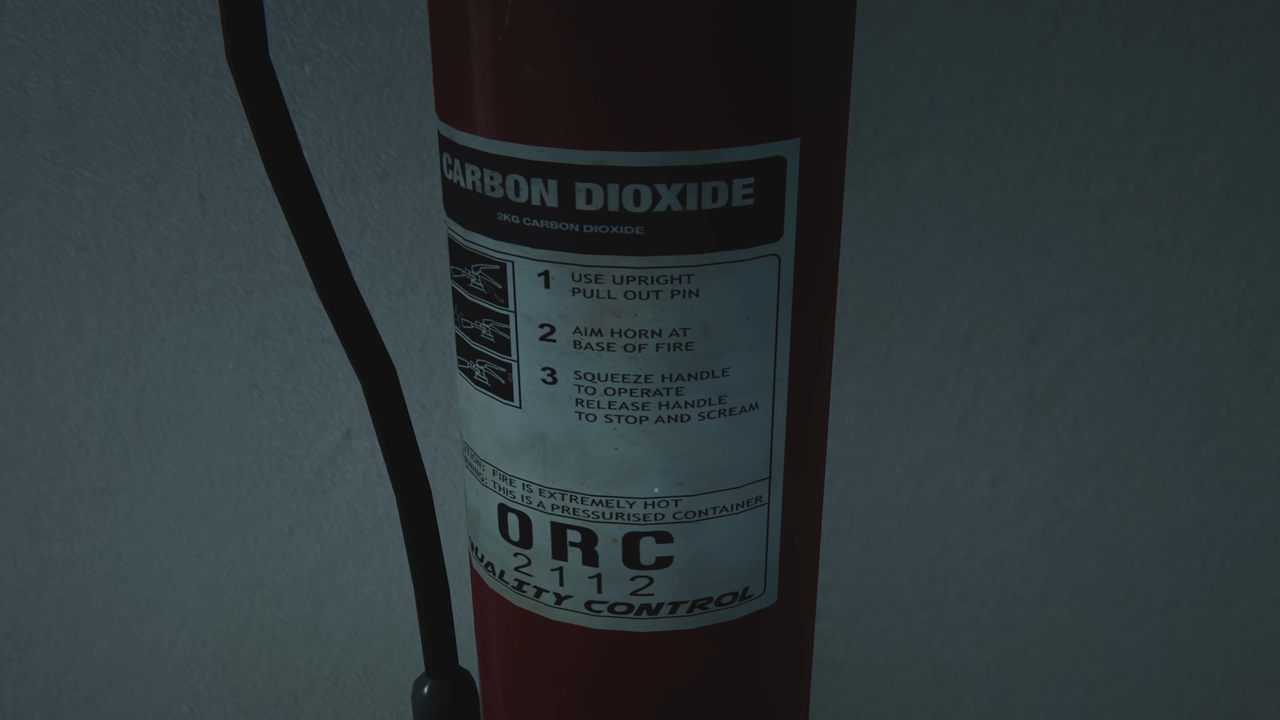 CARBON DIOXIDE
2KG CARBON DIOXIDE
1 USE UPRIGHT
PULL OUT PIN
2 AIM HORN AT
BASE OF FIRE
3 SQUEEZE HANDLE
TO OPERATE
RELEASE HANDLE
TO STOP AND SCREAM
FIRE IS EXTREMELY HOT
THIS IS A PRESSURISED CONTAINER
ORC
2112
QUALITY CONTROL